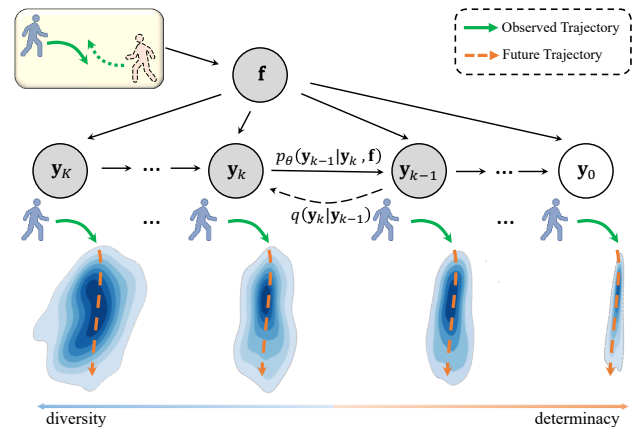 Observed Trajectory
Future Trajectory
f
y_K ... y_k p_θ(y_{k−1}|y_k, f) y_{k−1} ... y_0
q(y_k|y_{k−1})
... ...
diversity determinacy